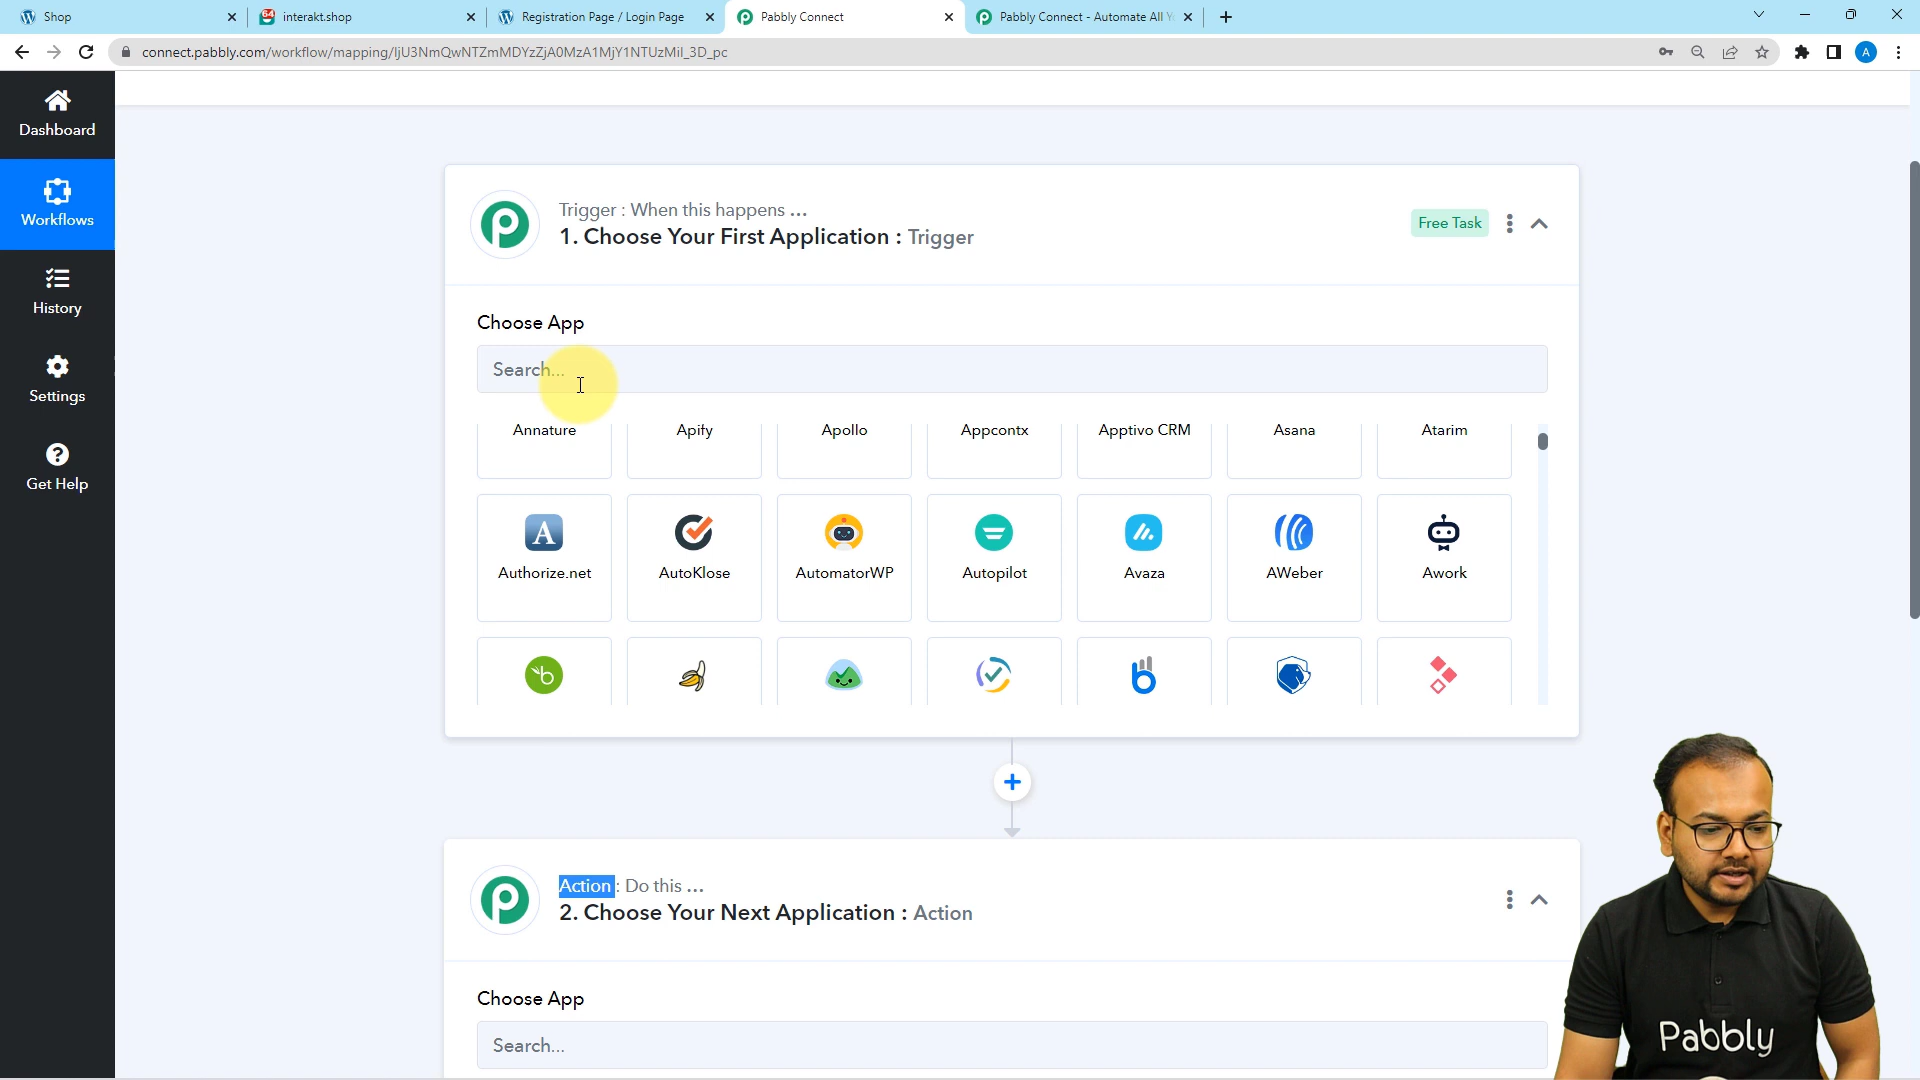 Shop
interakt.shop
Registration Page / Login Page
Pabbly Connect
Pabbly Connect - Automate All Y
connect.pabbly.com/workflow/mapping/
A
Dashboard
Workflows
History
Settings
Get Help
Trigger : When this happens ...
1. Choose Your First Application : Trigger
Free Task
Choose App
Search...
Annature
Apify
Apollo
Appcontx
Apptivo CRM
Asana
Atarim
Authorize.net
AutoKlose
AutomatorWP
Autopilot
Avaza
AWeber
Awork
Action : Do this ...
2. Choose Your Next Application : Action
Choose App
Search...
Pabbly